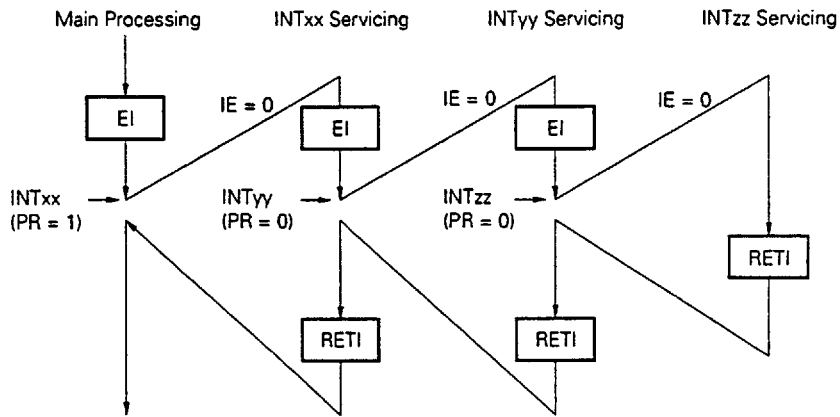 Main Processing
INTxx Servicing
INTyy Servicing
INTzz Servicing
IE = 0
IE = 0
IE = 0
EI
EI
EI
INTxx
(PR = 1)
INTyy
(PR = 0)
INTzz
(PR = 0)
RETI
RETI
RETI